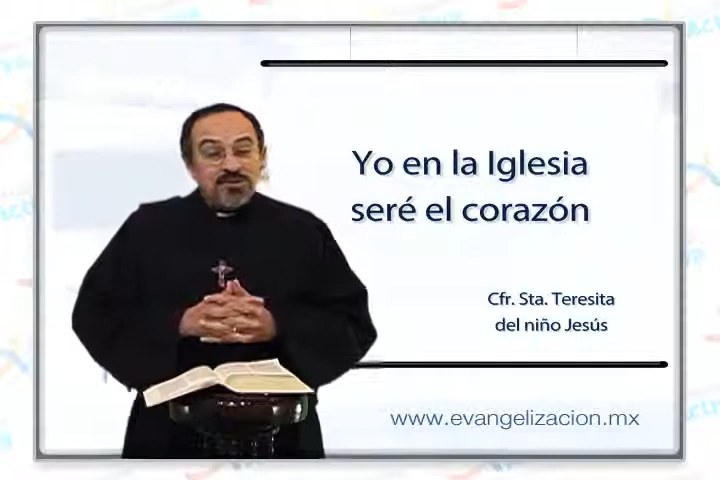 Yo en la Iglesia
seré el corazón
Cfr. Sta. Teresita
del niño Jesús
www.evangelizacion.mx